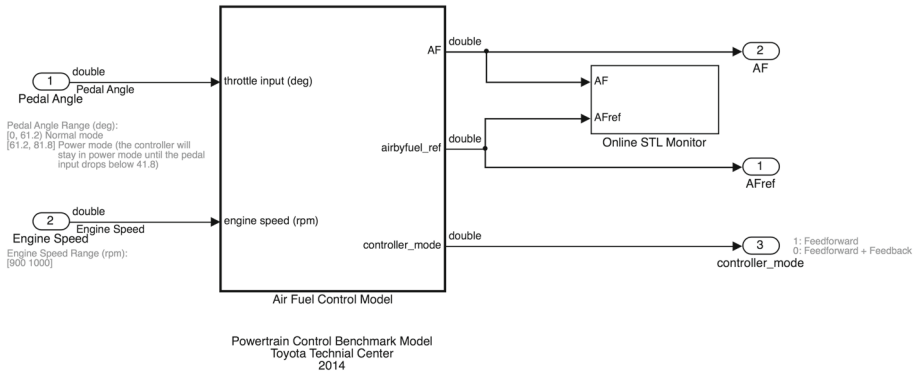 double
1
Pedal Angle
Pedal Angle
Pedal Angle Range (deg):
[0, 61.2) Normal mode
[61.2, 81.8] Power mode (the controller will
stay in power mode until the pedal
input drops below 41.8)
double
2
Engine Speed
Engine Speed
Engine Speed Range (rpm):
[900 1000]
throttle input (deg)
engine speed (rpm)
AF
airbyfuel_ref
controller_mode
Air Fuel Control Model
double
double
double
AF
AFref
Online STL Monitor
2
AF
1
AFref
3
controller_mode
1: Feedforward
0: Feedforward + Feedback
Powertrain Control Benchmark Model
Toyota Technial Center
2014